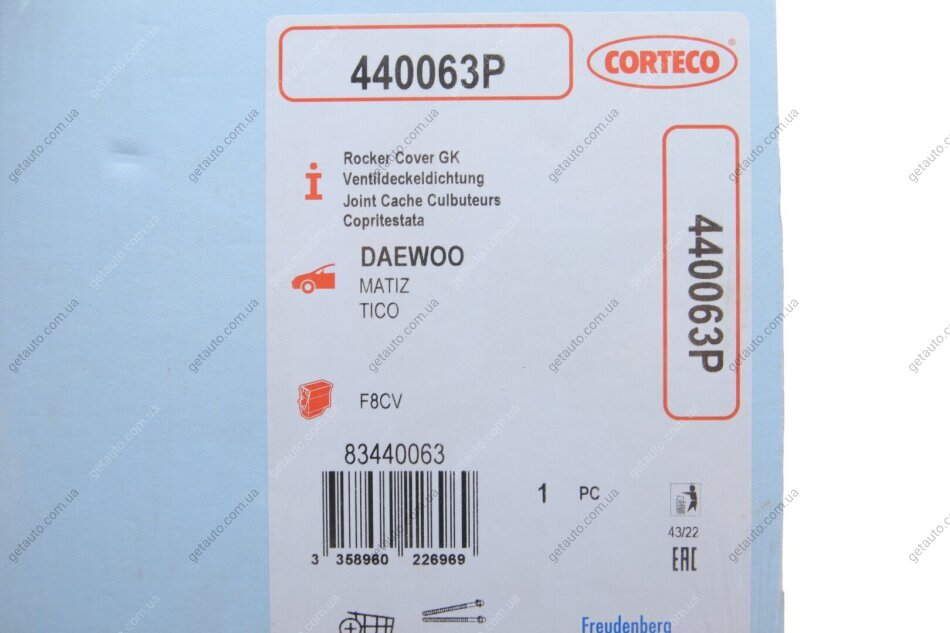 440063P
CORTECO®
Rocker Cover GK
Ventildeckeldichtung
Joint Cache Culbuteurs
Copritestata
DAEWOO
MATIZ
TICO
440063P
F8CV
83440063
1 PC
43/22
EAC
3 358960 226969
Freudenberg
getauto.com.ua